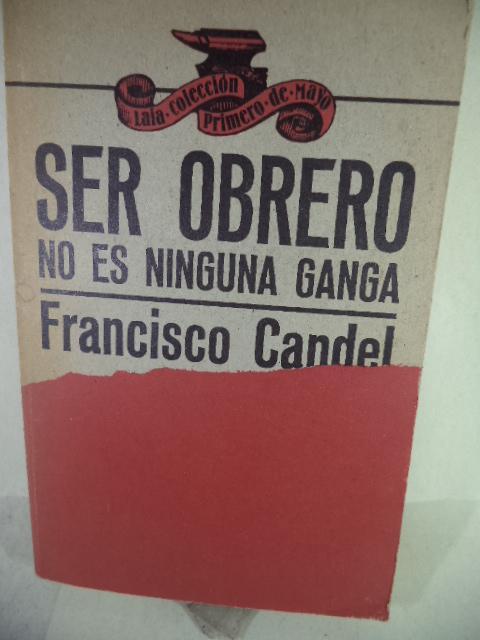 Laia · colección
Primero · de · Mayo
SER OBRERO
NO ES NINGUNA GANGA
Francisco Candel